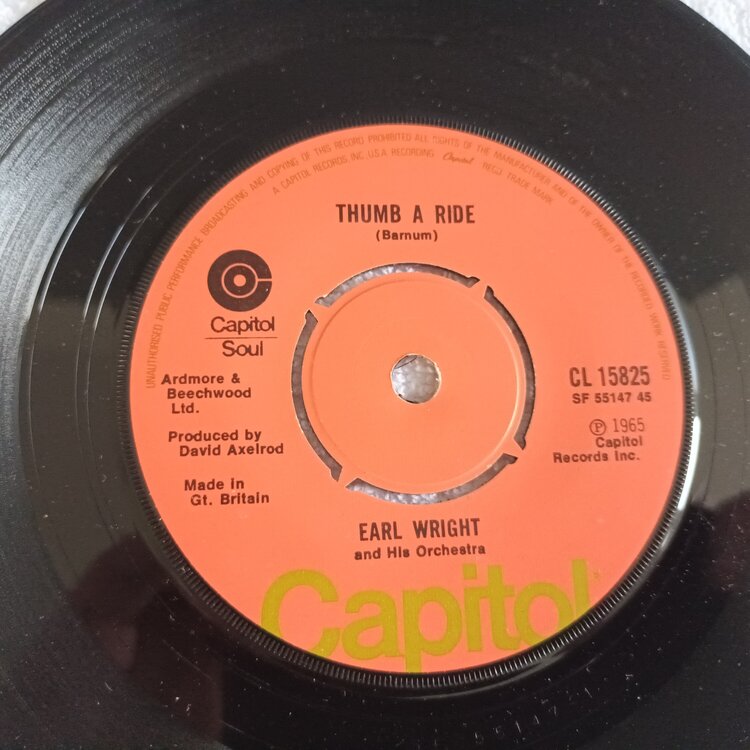 UNAUTHORISED PUBLIC PERFORMANCE BROADCASTING AND COPYING OF THIS RECORD PROHIBITED ALL RIGHTS OF THE MANUFACTURER AND OF THE OWNER OF THE RECORDED WORK RESERVED
A CAPITOL RECORDS INC. U.S.A RECORDING. Capitol REGD. TRADE MARK
THUMB A RIDE
(Barnum)
Capitol
Soul
Ardmore &
Beechwood
Ltd.
Produced by
David Axelrod
Made in
Gt. Britain
CL 15825
SF 55147 45
Ⓟ 1965
Capitol
Records Inc.
EARL WRIGHT
and His Orchestra
Capitol